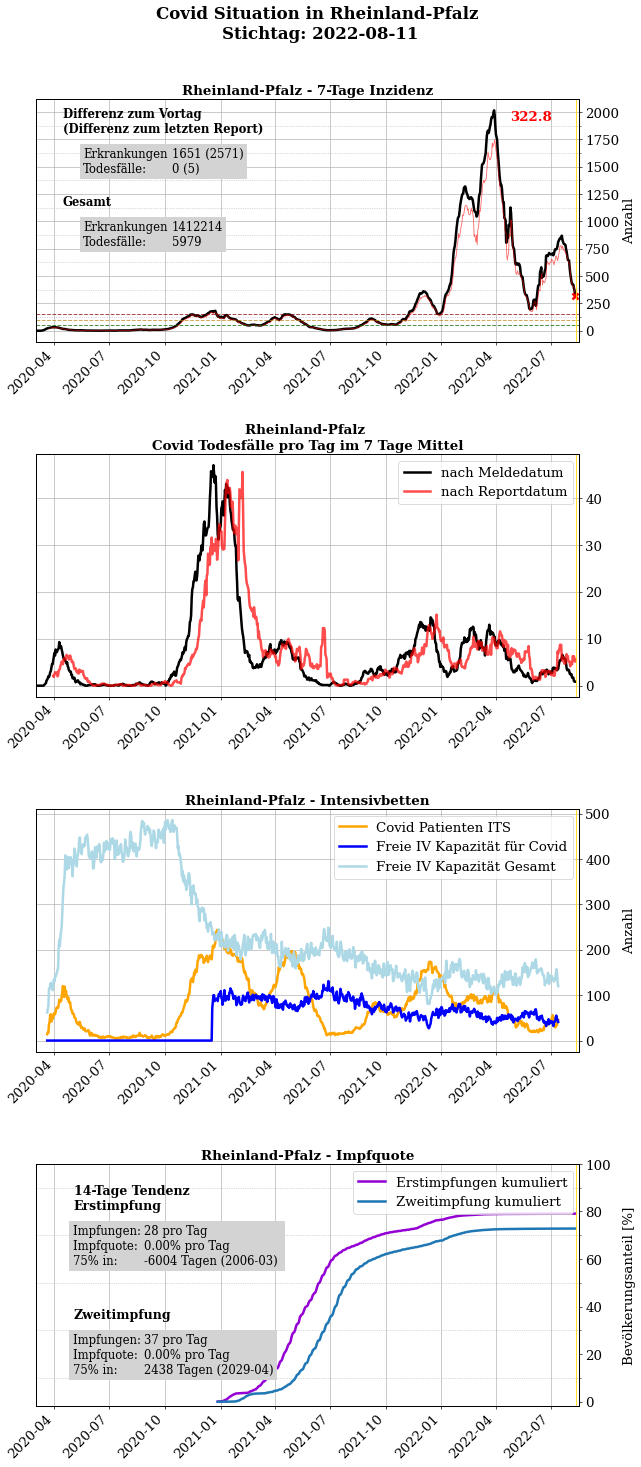 Covid Situation in Rheinland-Pfalz
Stichtag: 2022-08-11
Rheinland-Pfalz - 7-Tage Inzidenz
Differenz zum Vortag
(Differenz zum letzten Report)
Erkrankungen 1651 (2571)
Todesfälle: 0 (5)
Gesamt
Erkrankungen 1412214
Todesfälle: 5979
322.8
2000
1750
1500
1250
1000
750
500
250
0
Anzahl
2020-04
2020-07
2020-10
2021-01
2021-04
2021-07
2021-10
2022-01
2022-04
2022-07
Rheinland-Pfalz
Covid Todesfälle pro Tag im 7 Tage Mittel
nach Meldedatum
nach Reportdatum
40
30
20
10
0
2020-04
2020-07
2020-10
2021-01
2021-04
2021-07
2021-10
2022-01
2022-04
2022-07
Rheinland-Pfalz - Intensivbetten
Covid Patienten ITS
Freie IV Kapazität für Covid
Freie IV Kapazität Gesamt
500
400
300
200
100
0
Anzahl
2020-04
2020-07
2020-10
2021-01
2021-04
2021-07
2021-10
2022-01
2022-04
2022-07
Rheinland-Pfalz - Impfquote
14-Tage Tendenz
Erstimpfung
Impfungen: 28 pro Tag
Impfquote: 0.00% pro Tag
75% in: -6004 Tagen (2006-03)
Zweitimpfung
Impfungen: 37 pro Tag
Impfquote: 0.00% pro Tag
75% in: 2438 Tagen (2029-04)
Erstimpfungen kumuliert
Zweitimpfung kumuliert
100
80
60
40
20
0
Bevölkerungsanteil [%]
2020-04
2020-07
2020-10
2021-01
2021-04
2021-07
2021-10
2022-01
2022-04
2022-07